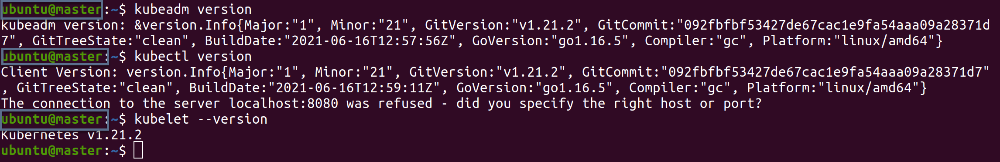 ubuntu@master:~$ kubeadm version
kubeadm version: &version.Info{Major:"1", Minor:"21", GitVersion:"v1.21.2", GitCommit:"092fbfbf53427de67cac1e9fa54aaa09a28371d
7", GitTreeState:"clean", BuildDate:"2021-06-16T12:57:56Z", GoVersion:"go1.16.5", Compiler:"gc", Platform:"linux/amd64"}
ubuntu@master:~$ kubectl version
Client Version: version.Info{Major:"1", Minor:"21", GitVersion:"v1.21.2", GitCommit:"092fbfbf53427de67cac1e9fa54aaa09a28371d7"
, GitTreeState:"clean", BuildDate:"2021-06-16T12:59:11Z", GoVersion:"go1.16.5", Compiler:"gc", Platform:"linux/amd64"}
The connection to the server localhost:8080 was refused - did you specify the right host or port?
ubuntu@master:~$ kubelet --version
Kubernetes v1.21.2
ubuntu@master:~$